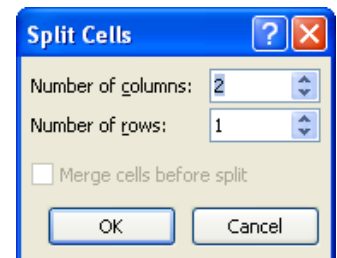 Split Cells ?
Number of columns: 2
Number of rows: 1
Merge cells before split
OK Cancel